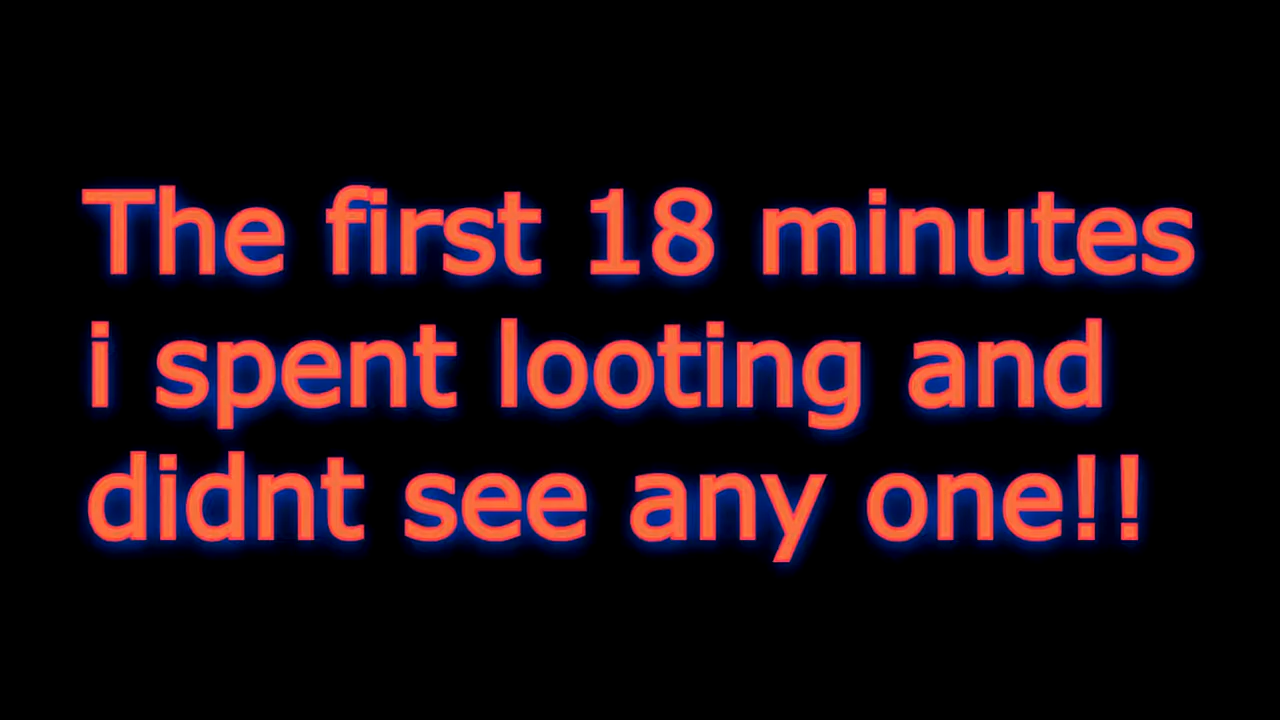 The first 18 minutes
i spent looting and
didnt see any one!!